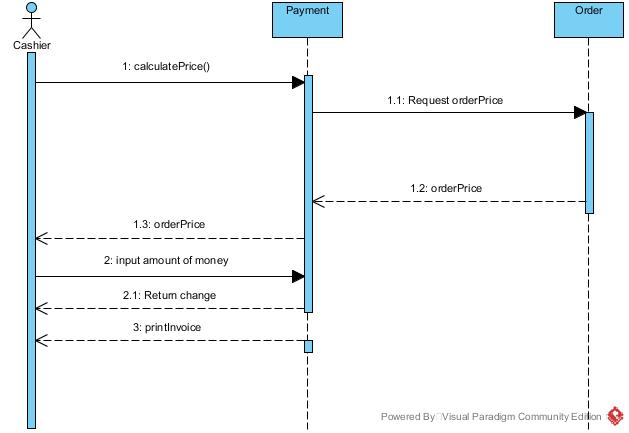 Payment
Order
Cashier
1: calculatePrice()
1.1: Request orderPrice
1.2: orderPrice
1.3: orderPrice
2: input amount of money
2.1: Return change
3: printInvoice
Powered By Visual Paradigm Community Edition